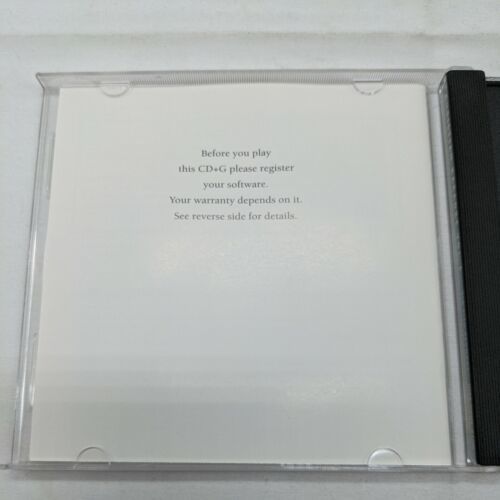 Before you play
this CD+G please register
your software.
Your warranty depends on it.
See reverse side for details.